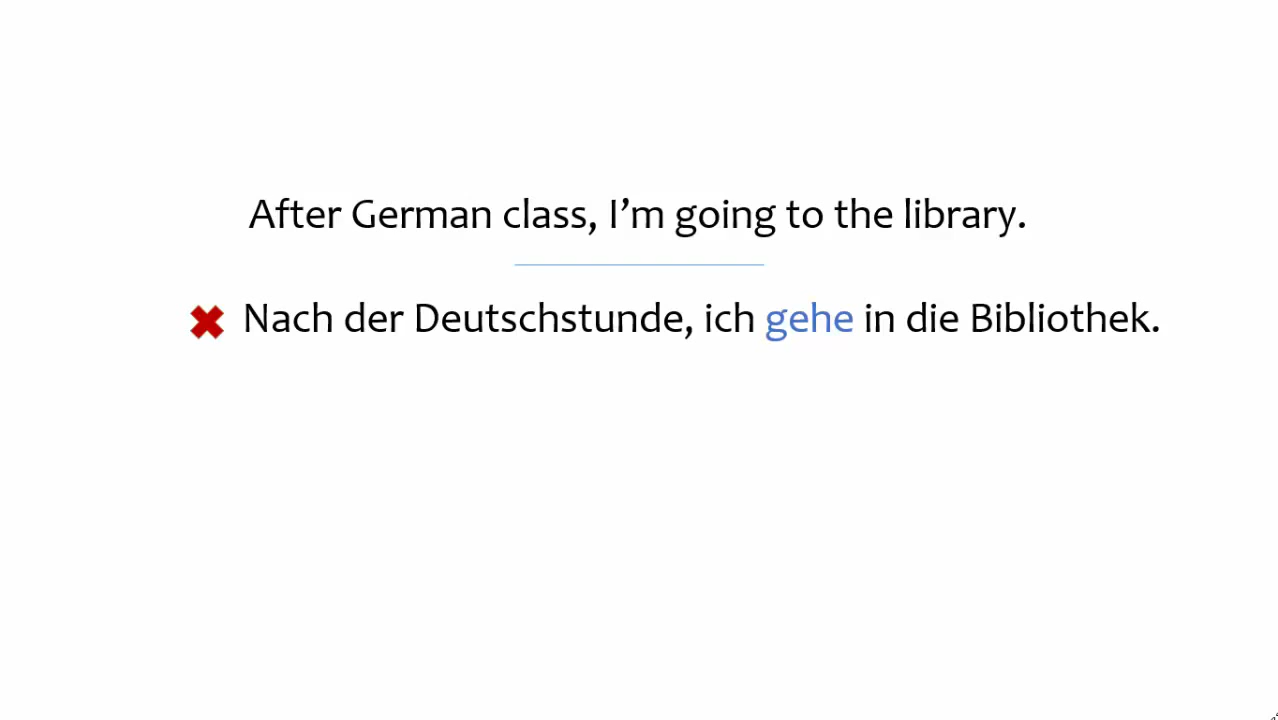 After German class, I’m going to the library.
Nach der Deutschstunde, ich gehe in die Bibliothek.